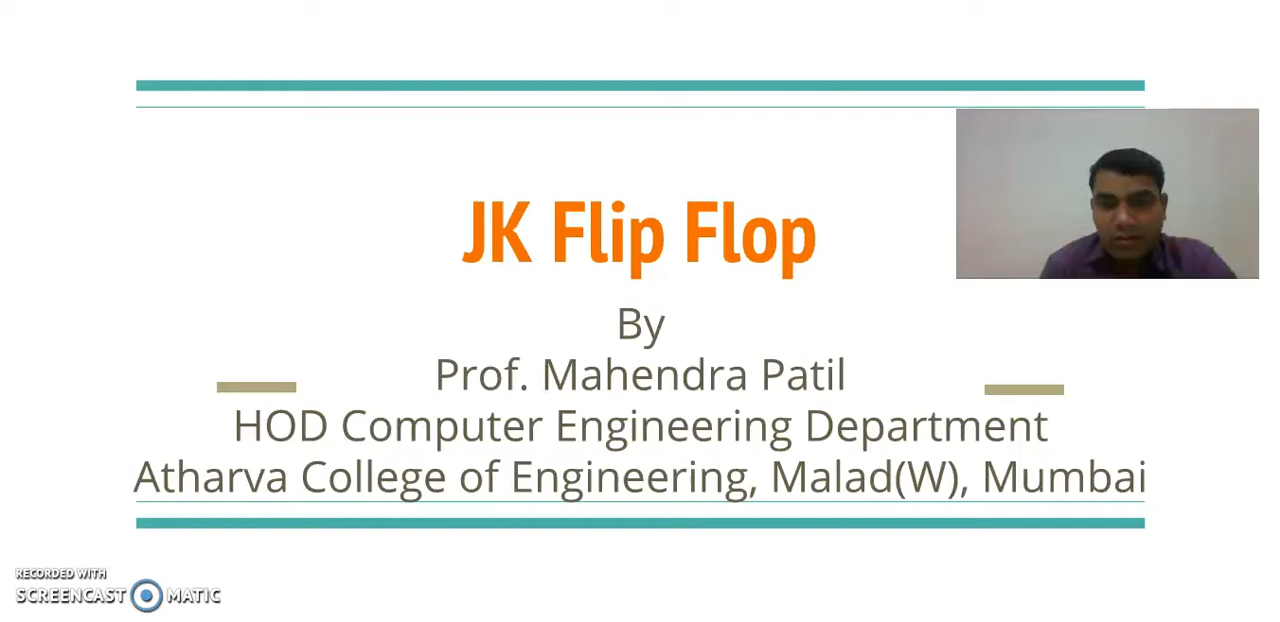 JK Flip Flop
By
Prof. Mahendra Patil
HOD Computer Engineering Department
Atharva College of Engineering, Malad(W), Mumbai
RECORDED WITH
SCREENCAST MATIC